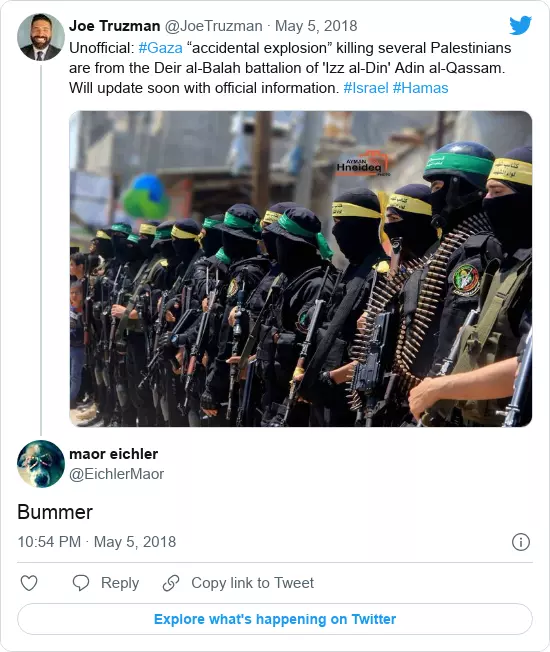 Joe Truzman @JoeTruzman · May 5, 2018
Unofficial: #Gaza “accidental explosion” killing several Palestinians
are from the Deir al-Balah battalion of 'Izz al-Din' Adin al-Qassam.
Will update soon with official information. #Israel #Hamas
AYMAN
Hneideq
maor eichler
@EichlerMaor
Bummer
10:54 PM · May 5, 2018
Reply
Copy link to Tweet
Explore what's happening on Twitter